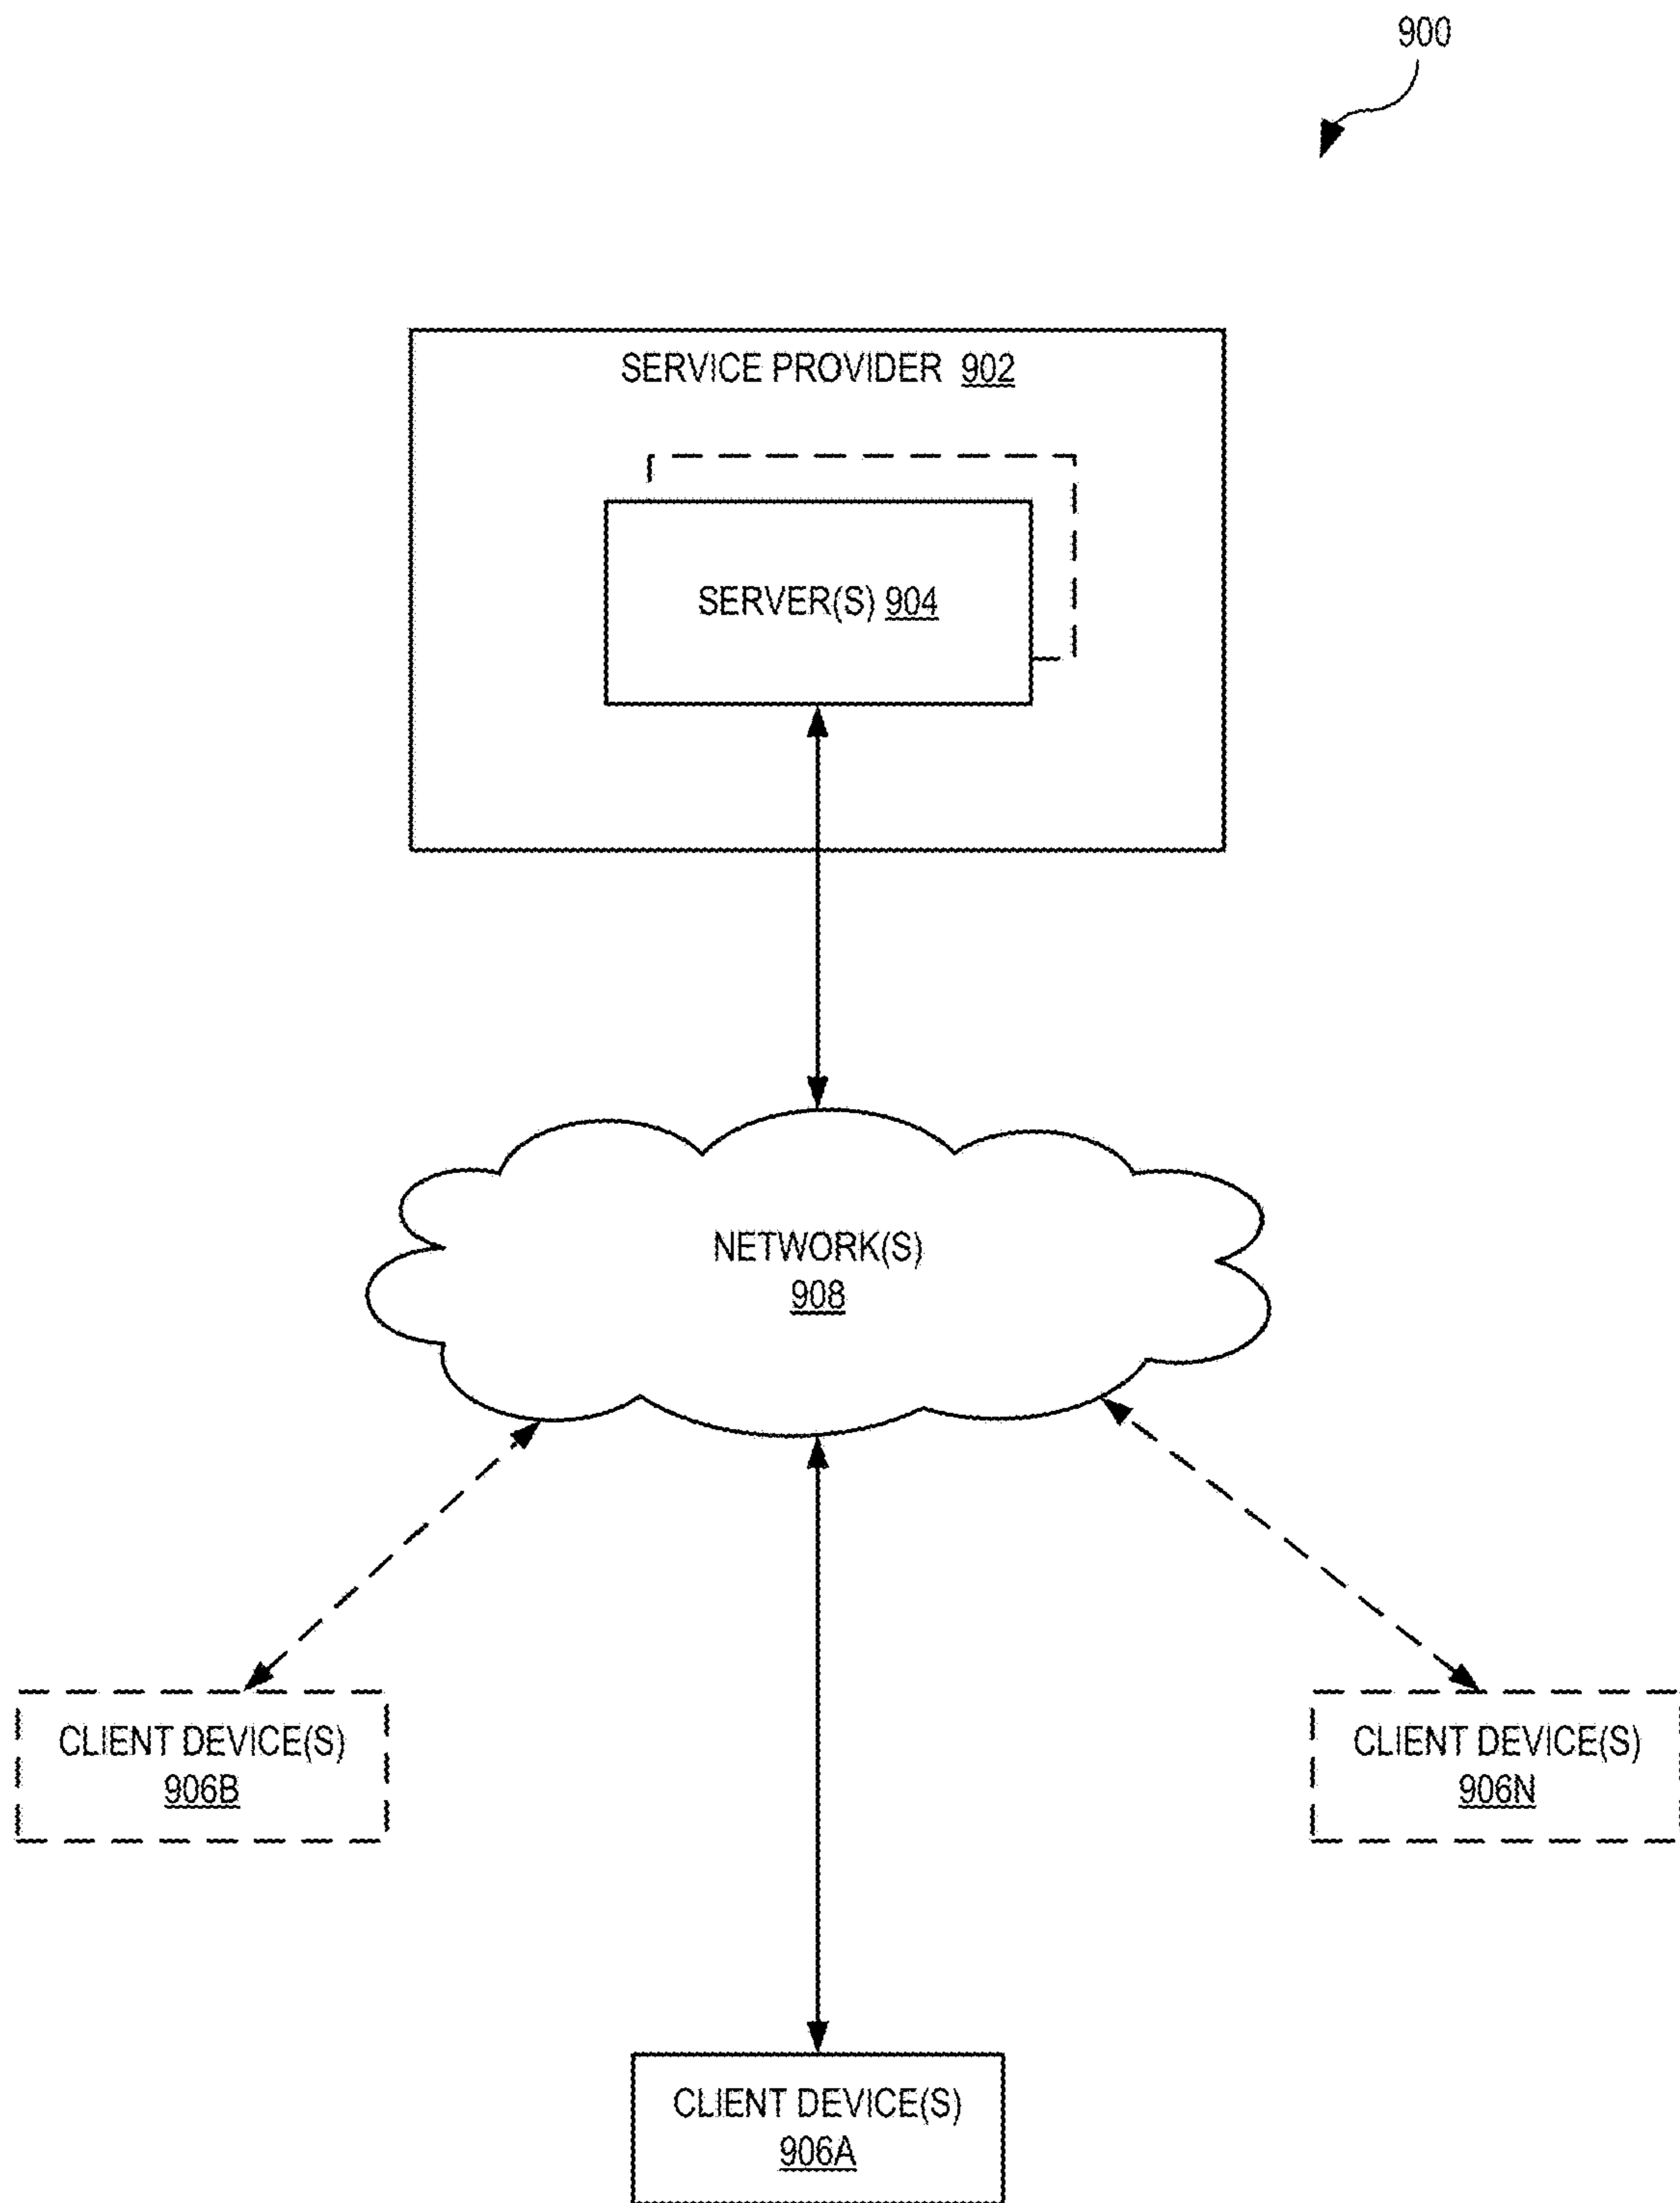 900
SERVICE PROVIDER 902
SERVER(S) 904
NETWORK(S)
908
CLIENT DEVICE(S)
906B
CLIENT DEVICE(S)
906N
CLIENT DEVICE(S)
906A